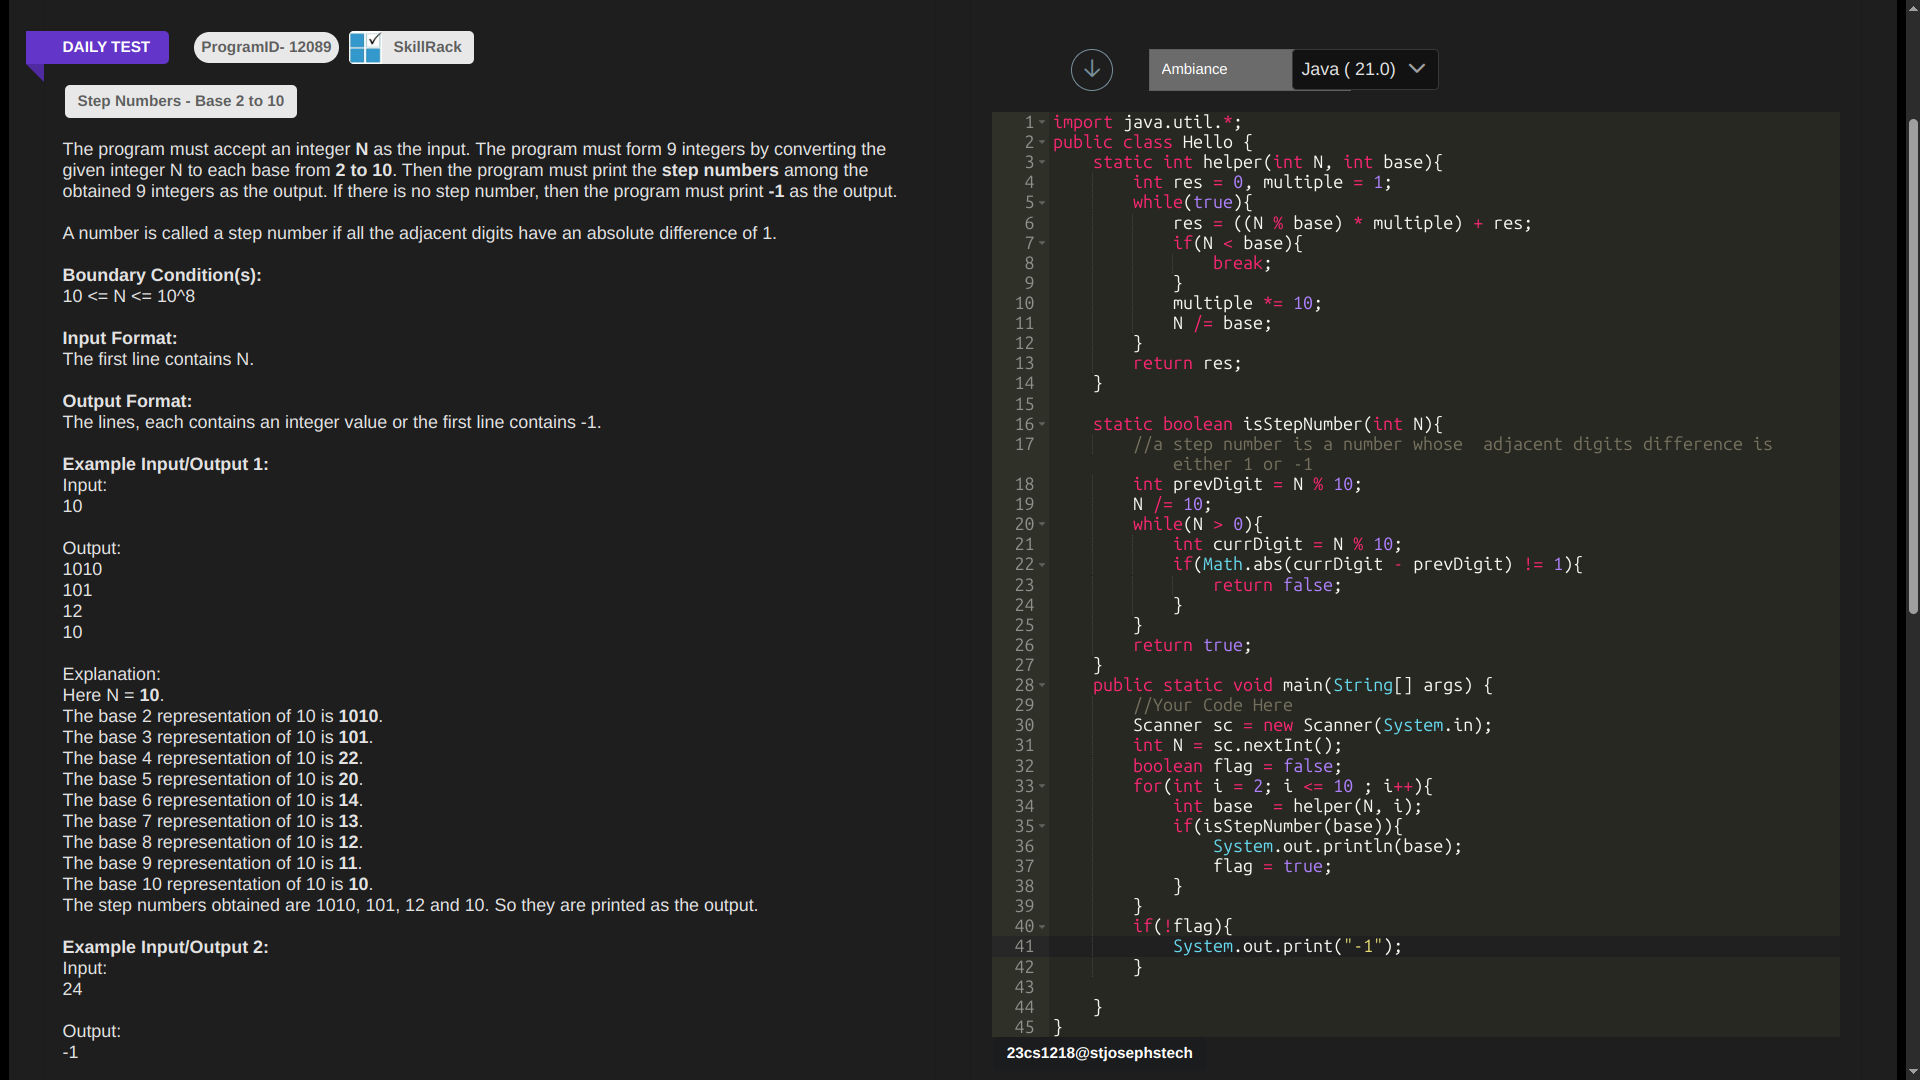 DAILY TEST
ProgramID- 12089
SkillRack
Step Numbers - Base 2 to 10
The program must accept an integer N as the input. The program must form 9 integers by converting the
given integer N to each base from 2 to 10. Then the program must print the step numbers among the
obtained 9 integers as the output. If there is no step number, then the program must print -1 as the output.
A number is called a step number if all the adjacent digits have an absolute difference of 1.
Boundary Condition(s):
10 <= N <= 10^8
Input Format:
The first line contains N.
Output Format:
The lines, each contains an integer value or the first line contains -1.
Example Input/Output 1:
Input:
10
Output:
1010
101
12
10
Explanation:
Here N = 10.
The base 2 representation of 10 is 1010.
The base 3 representation of 10 is 101.
The base 4 representation of 10 is 22.
The base 5 representation of 10 is 20.
The base 6 representation of 10 is 14.
The base 7 representation of 10 is 13.
The base 8 representation of 10 is 12.
The base 9 representation of 10 is 11.
The base 10 representation of 10 is 10.
The step numbers obtained are 1010, 101, 12 and 10. So they are printed as the output.
Example Input/Output 2:
Input:
24
Output:
-1
Ambiance
Java ( 21.0)
1 import java.util.*;
2 public class Hello {
3     static int helper(int N, int base){
4         int res = 0, multiple = 1;
5         while(true){
6             res = ((N % base) * multiple) + res;
7             if(N < base){
8                 break;
9             }
10             multiple *= 10;
11             N /= base;
12         }
13         return res;
14     }
15
16     static boolean isStepNumber(int N){
17         //a step number is a number whose  adjacent digits difference is
            either 1 or -1
18         int prevDigit = N % 10;
19         N /= 10;
20         while(N > 0){
21             int currDigit = N % 10;
22             if(Math.abs(currDigit - prevDigit) != 1){
23                 return false;
24             }
25         }
26         return true;
27     }
28     public static void main(String[] args) {
29         //Your Code Here
30         Scanner sc = new Scanner(System.in);
31         int N = sc.nextInt();
32         boolean flag = false;
33         for(int i = 2; i <= 10 ; i++){
34             int base  = helper(N, i);
35             if(isStepNumber(base)){
36                 System.out.println(base);
37                 flag = true;
38             }
39         }
40         if(!flag){
41             System.out.print("-1");
42         }
43
44     }
45 }
23cs1218@stjosephstech